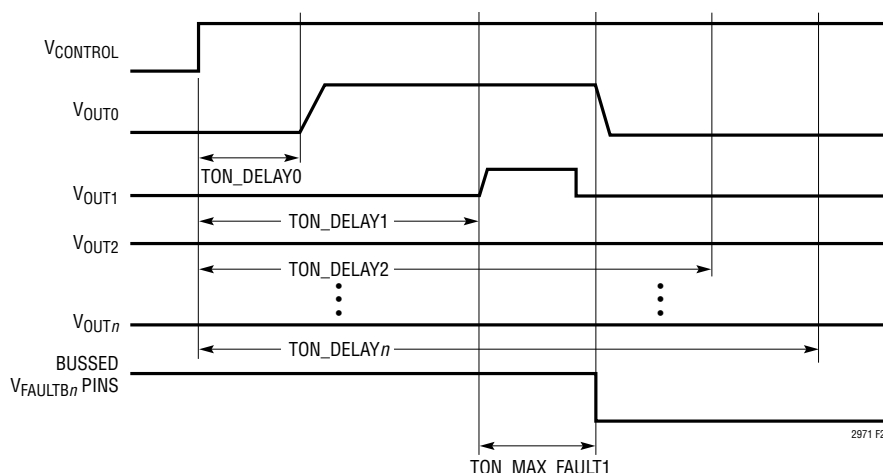 VCONTROL
VOUT0
TON_DELAY0
VOUT1
TON_DELAY1
VOUT2
TON_DELAY2
VOUTn
TON_DELAYn
BUSSED
VFAULTBn PINS
2971 F2
TON_MAX_FAULT1